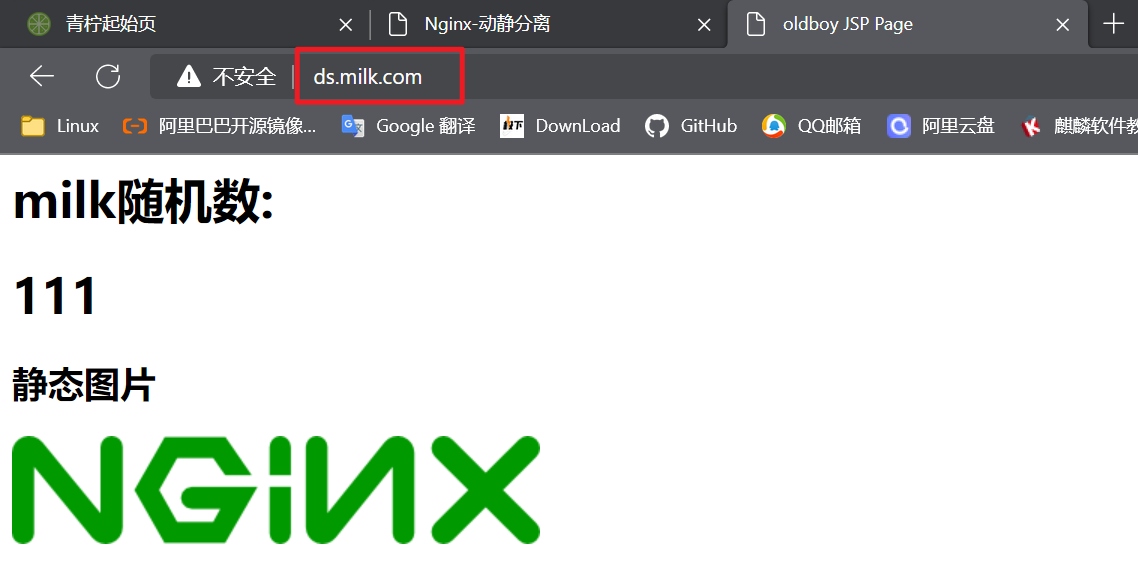 青柠起始页
Nginx-动静分离
oldboy JSP Page
不安全
ds.milk.com
Linux
阿里巴巴开源镜像...
Google 翻译
DownLoad
GitHub
QQ邮箱
阿里云盘
麒麟软件教
milk随机数:
111
静态图片
NGiNX